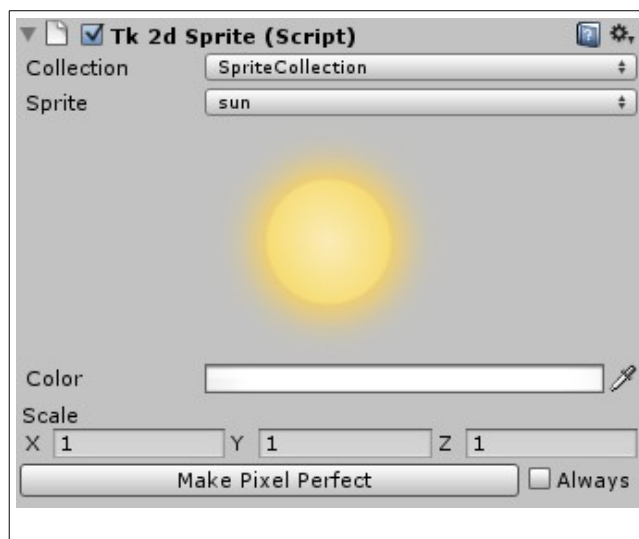 Tk 2d Sprite (Script)
Collection SpriteCollection
Sprite sun
Color
Scale
X 1 Y 1 Z 1
Make Pixel Perfect Always